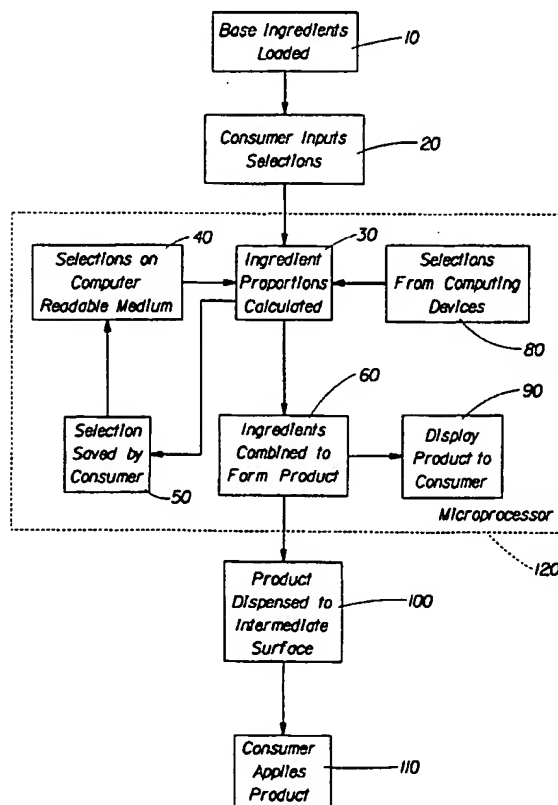 Base Ingredients
Loaded
10
Consumer Inputs
Selections
20
40
30
Selections on
Computer
Readable Medium
Ingredient
Proportions
Calculated
Selections
From Computing
Devices
80
60
90
Selection
Saved by
Consumer
50
Ingredients
Combined to
Form Product
Display
Product to
Consumer
Microprocessor
120
Product
Dispensed to
Intermediate
Surface
100
Consumer
Applies
Product
110